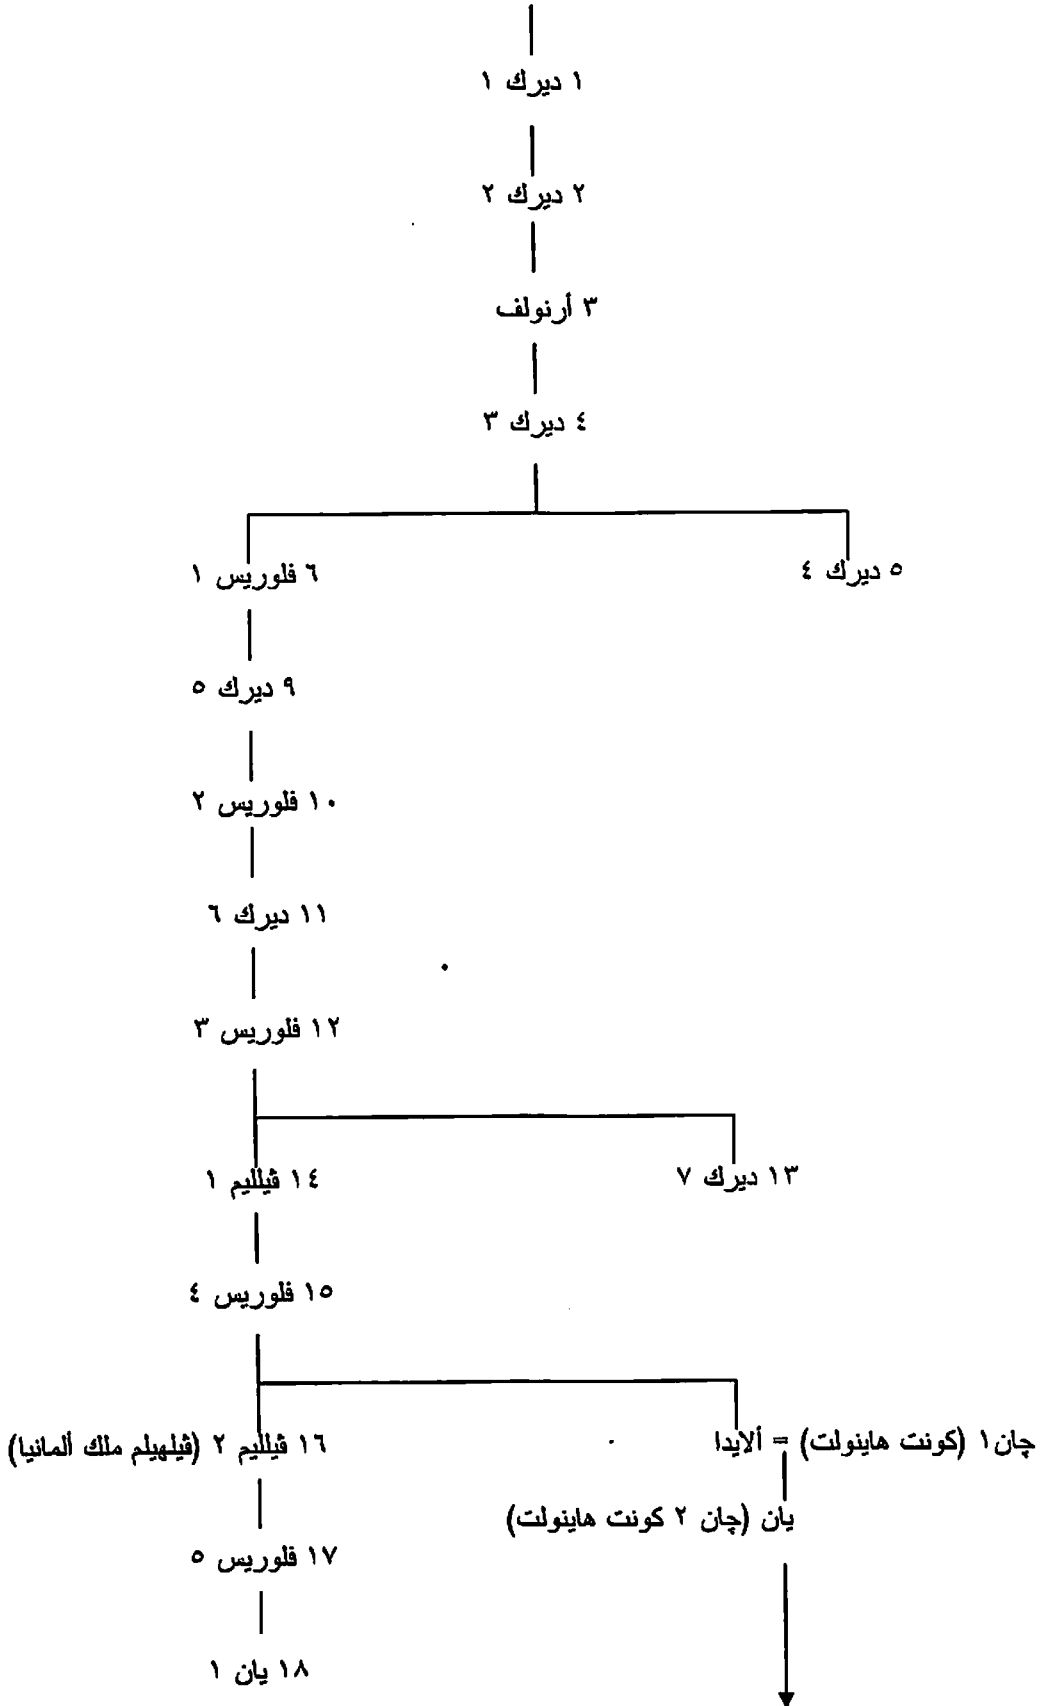 ١ ديرك ١
٢ ديرك ٢
٣ أرنولف
٤ ديرك ٣
٥ ديرك ٤
٦ فلوريس ١
٩ ديرك ٥
١٠ فلوريس ٢
١١ ديرك ٦
١٢ فلوريس ٣
١٣ ديرك ٧
١٤ ڤيلليم ١
١٥ فلوريس ٤
چان١ (كونت هاينولت) = ألايدا
١٦ ڤيلليم ٢ (ڤيلهيلم ملك ألمانيا)
يان (چان ٢ كونت هاينولت)
١٧ فلوريس ٥
١٨ يان ١